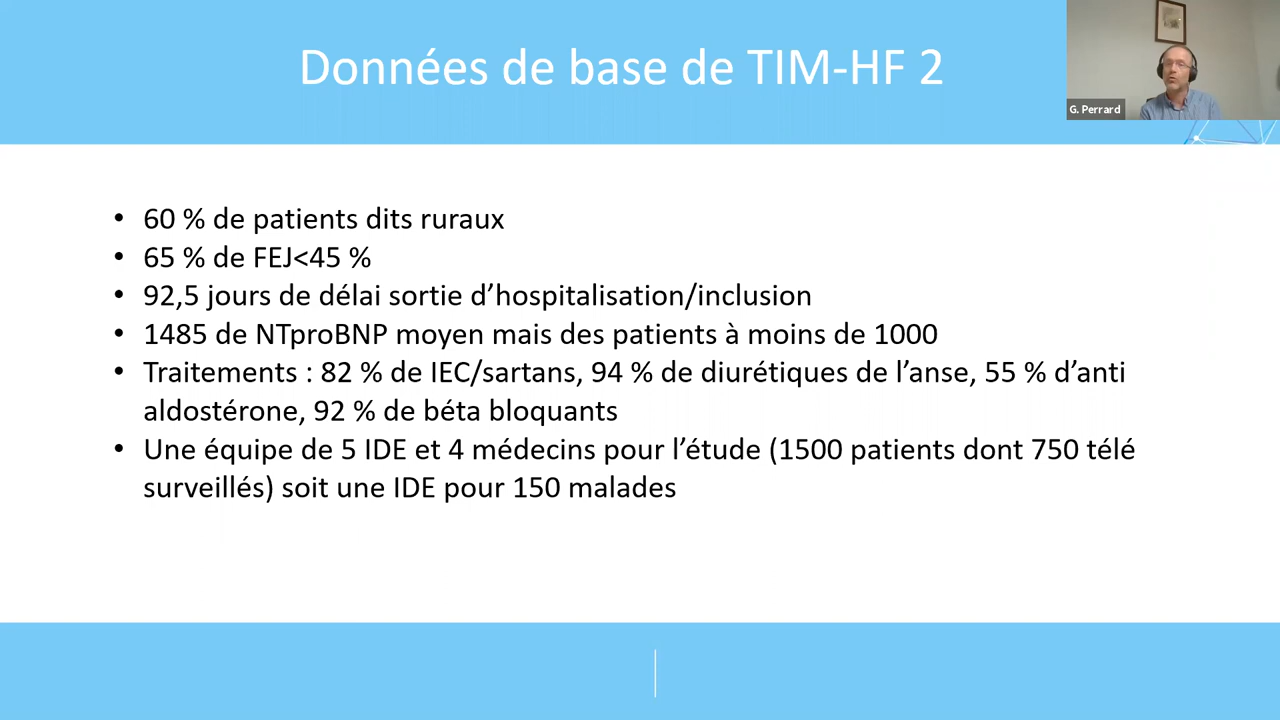 Données de base de TIM-HF 2
G. Perrard
• 60 % de patients dits ruraux
• 65 % de FEJ<45 %
• 92,5 jours de délai sortie d’hospitalisation/inclusion
• 1485 de NTproBNP moyen mais des patients à moins de 1000
• Traitements : 82 % de IEC/sartans, 94 % de diurétiques de l’anse, 55 % d’anti
aldostérone, 92 % de béta bloquants
• Une équipe de 5 IDE et 4 médecins pour l’étude (1500 patients dont 750 télé
surveillés) soit une IDE pour 150 malades